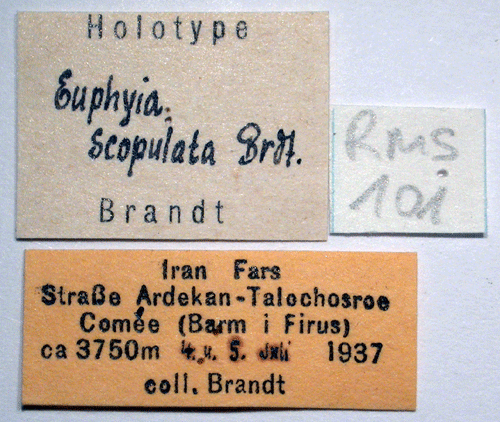 Holotype
Euphyia
scopulata Brdt.
Brandt
RMS
101
Iran Fars
Straße Ardekan-Talochosroe
Comée (Barm i Firus)
ca 3750m 4. u. 5. Juli 1937
coll. Brandt